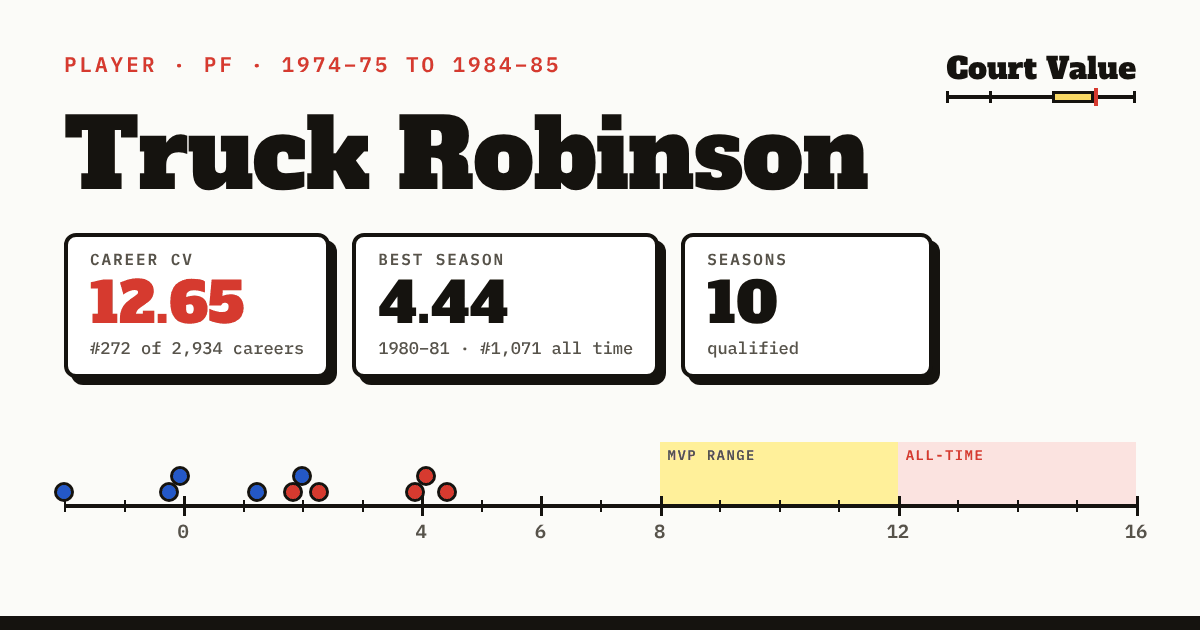 PLAYER · PF · 1974–75 TO 1984–85
Court Value
Truck Robinson
CAREER CV
12.65
#272 of 2,934 careers
BEST SEASON
4.44
1980–81 · #1,071 all time
SEASONS
10
qualified
MVP RANGE
ALL-TIME
0 4 6 8 12 16